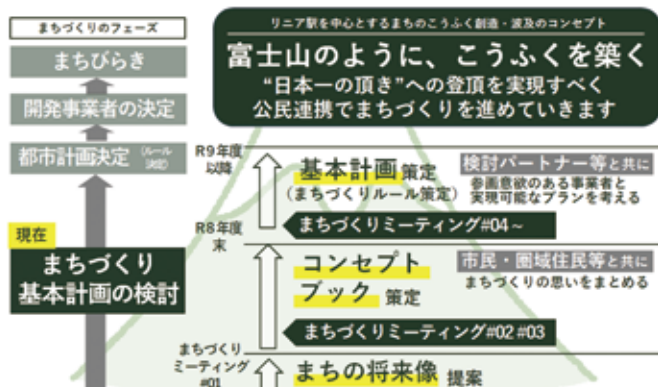 まちづくりのフェーズ
まちびらき
開発事業者の決定
都市計画決定 (ルール決定)
現在
まちづくり
基本計画の検討
リニア駅を中心とするまちのこうふく創造・波及のコンセプト
富士山のように、こうふくを築く
“日本一の頂き”への登頂を実現すべく
公民連携でまちづくりを進めていきます
R9年度
以降
基本計画 策定
(まちづくりルール策定)
検討パートナー等と共に
参画意欲のある事業者と
実現可能なプランを考える
まちづくりミーティング#04~
R8年度
末
コンセプト
ブック 策定
市民・圏域住民等と共に
まちづくりの思いをまとめる
まちづくりミーティング#02 #03
まちづくり
ミーティング
#01
まちの将来像 提案